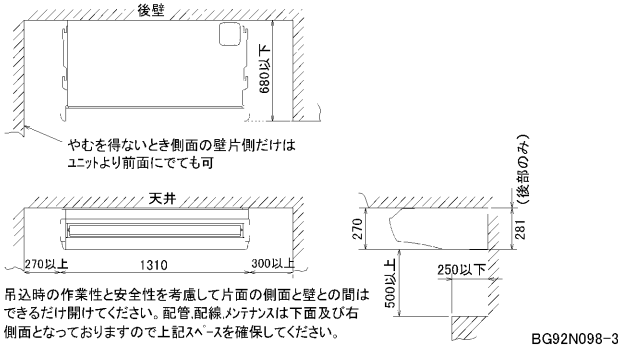 後壁
680以下
やむを得ないとき側面の壁片側だけは
ユニットより前面にでても可
天井
270以上
1310
300以上
270
281
(後部のみ)
500以上
250以下
吊込時の作業性と安全性を考慮して片面の側面と壁との間は
できるだけ開けてください。配管,配線,メンテナンスは下面及び右
側面となっておりますので上記スペースを確保してください。
BG92N098-3